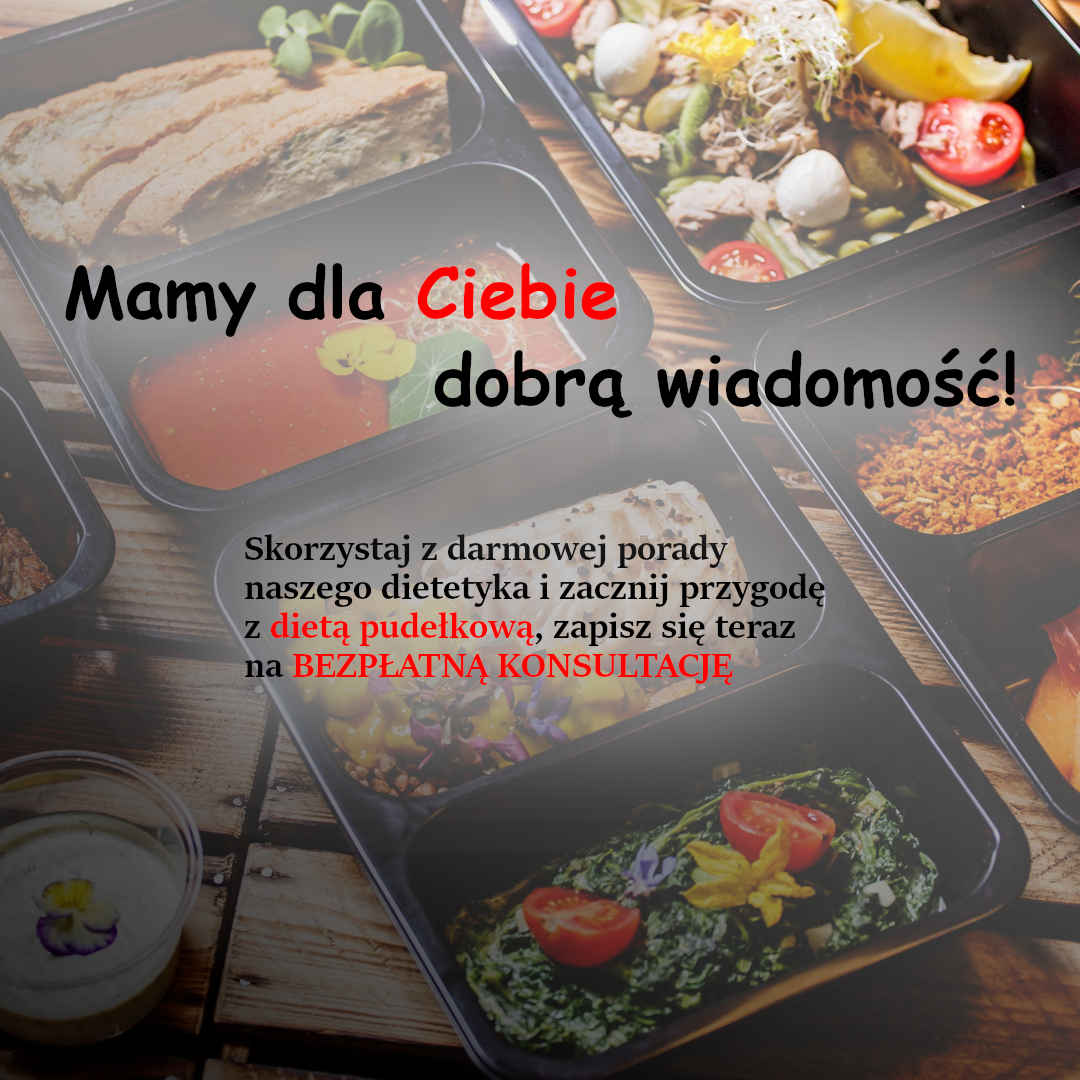 Mamy dla Ciebie
dobrą wiadomość!
Skorzystaj z darmowej porady
naszego dietetyka i zacznij przygodę
z dietą pudełkową, zapisz się teraz
na BEZPŁATNĄ KONSULTACJĘ